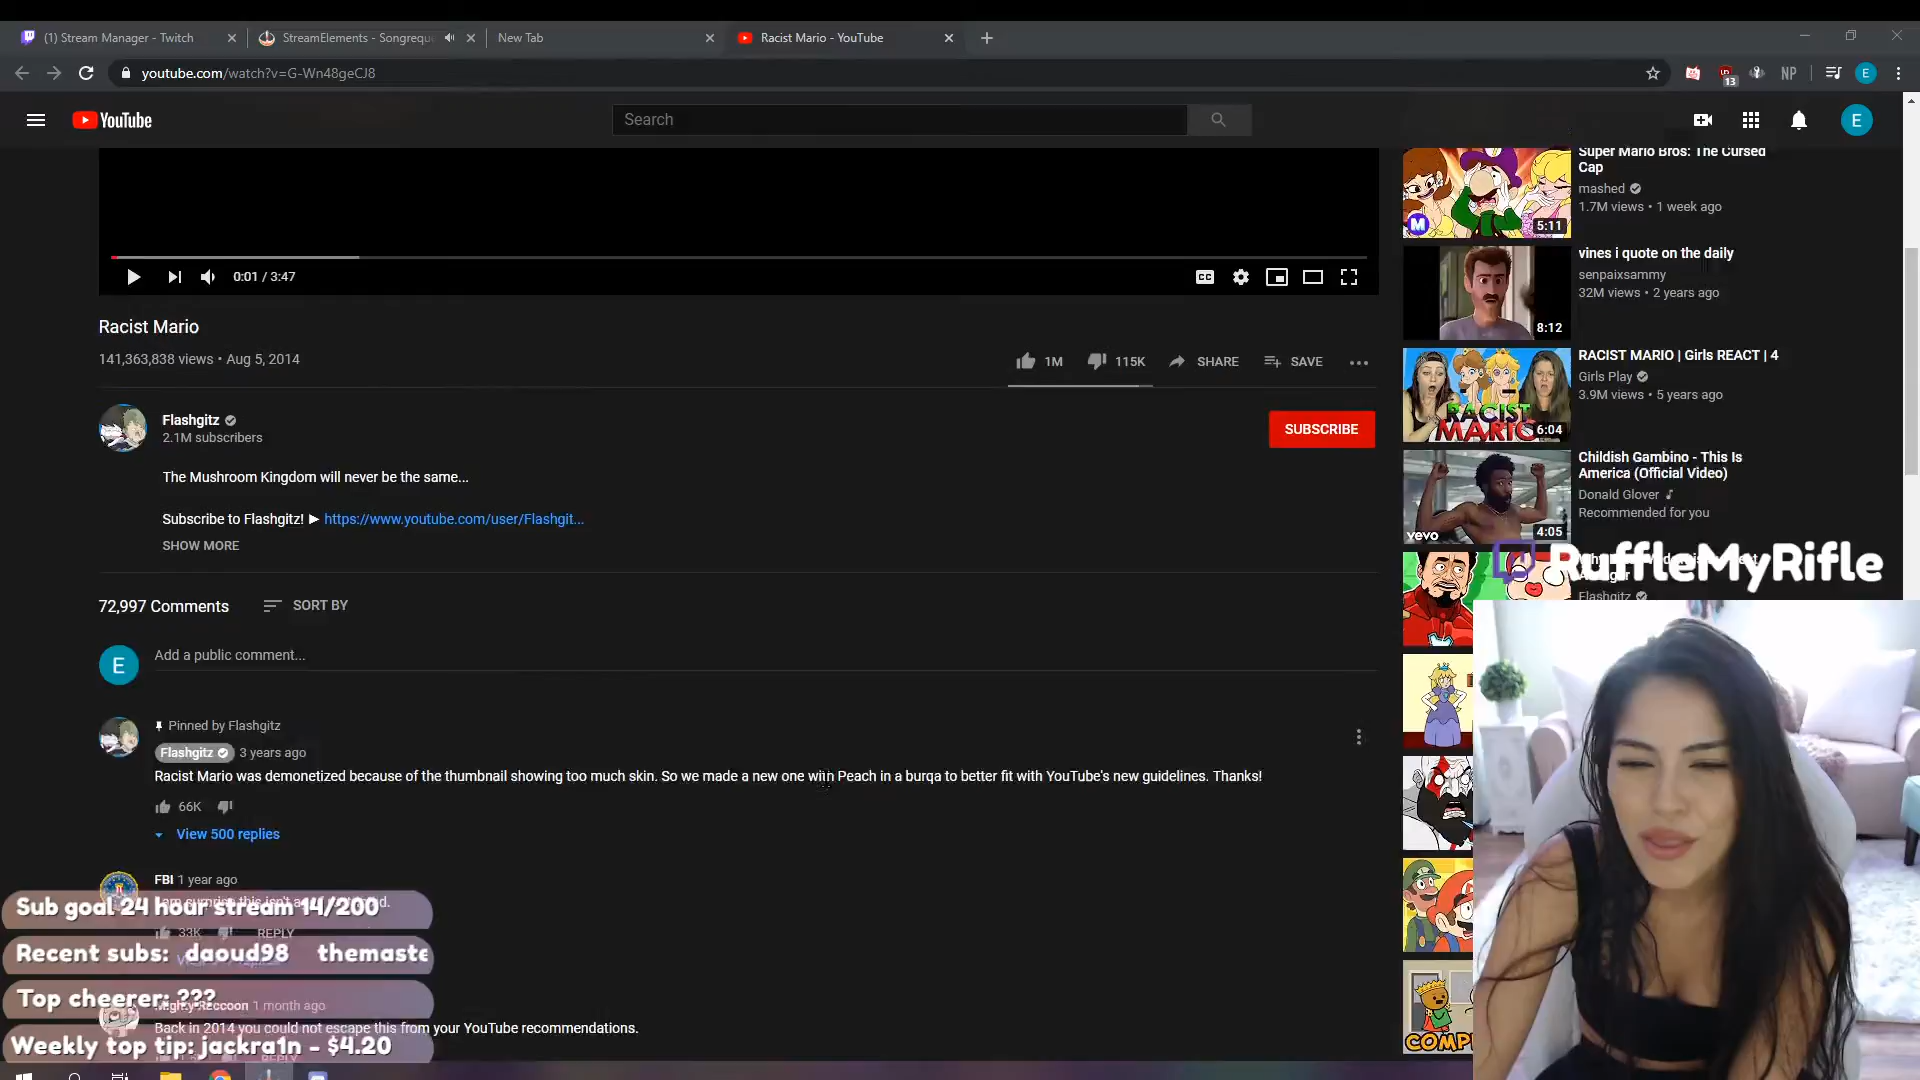 (1) Stream Manager - Twitch
StreamElements - Songrequ
New Tab
Racist Mario - YouTube
youtube.com/watch?v=G-Wn48geCJ8
13
NP
E
YouTube
Search
E
0:01 / 3:47
CC
Racist Mario
141,363,838 views • Aug 5, 2014
1M
115K
SHARE
SAVE
Flashgitz
2.1M subscribers
SUBSCRIBE
The Mushroom Kingdom will never be the same...
Subscribe to Flashgitz! ► https://www.youtube.com/user/Flashgit...
SHOW MORE
72,997 Comments
SORT BY
E
Add a public comment...
Pinned by Flashgitz
Flashgitz
3 years ago
Racist Mario was demonetized because of the thumbnail showing too much skin. So we made a new one with Peach in a burqa to better fit with YouTube's new guidelines. Thanks!
66K
View 500 replies
FBI 1 year ago
33K
REPLY
Mighty Raccoon 1 month ago
Back in 2014 you could not escape this from your YouTube recommendations.
REPLY
Sub goal 24 hour stream 14/200
Recent subs: daoud98 themaste
Top cheerer: ???
Weekly top tip: jackra1n - $4.20
Super Mario Bros: The Cursed
Cap
mashed
1.7M views • 1 week ago
M
5:11
vines i quote on the daily
senpaixsammy
32M views • 2 years ago
8:12
RACIST MARIO | Girls REACT | 4
Girls Play
3.9M views • 5 years ago
RACIST
MARIO
6:04
Childish Gambino - This Is
America (Official Video)
Donald Glover
Recommended for you
vevo
4:05
RuffleMyRifle
Flashgitz
COMP